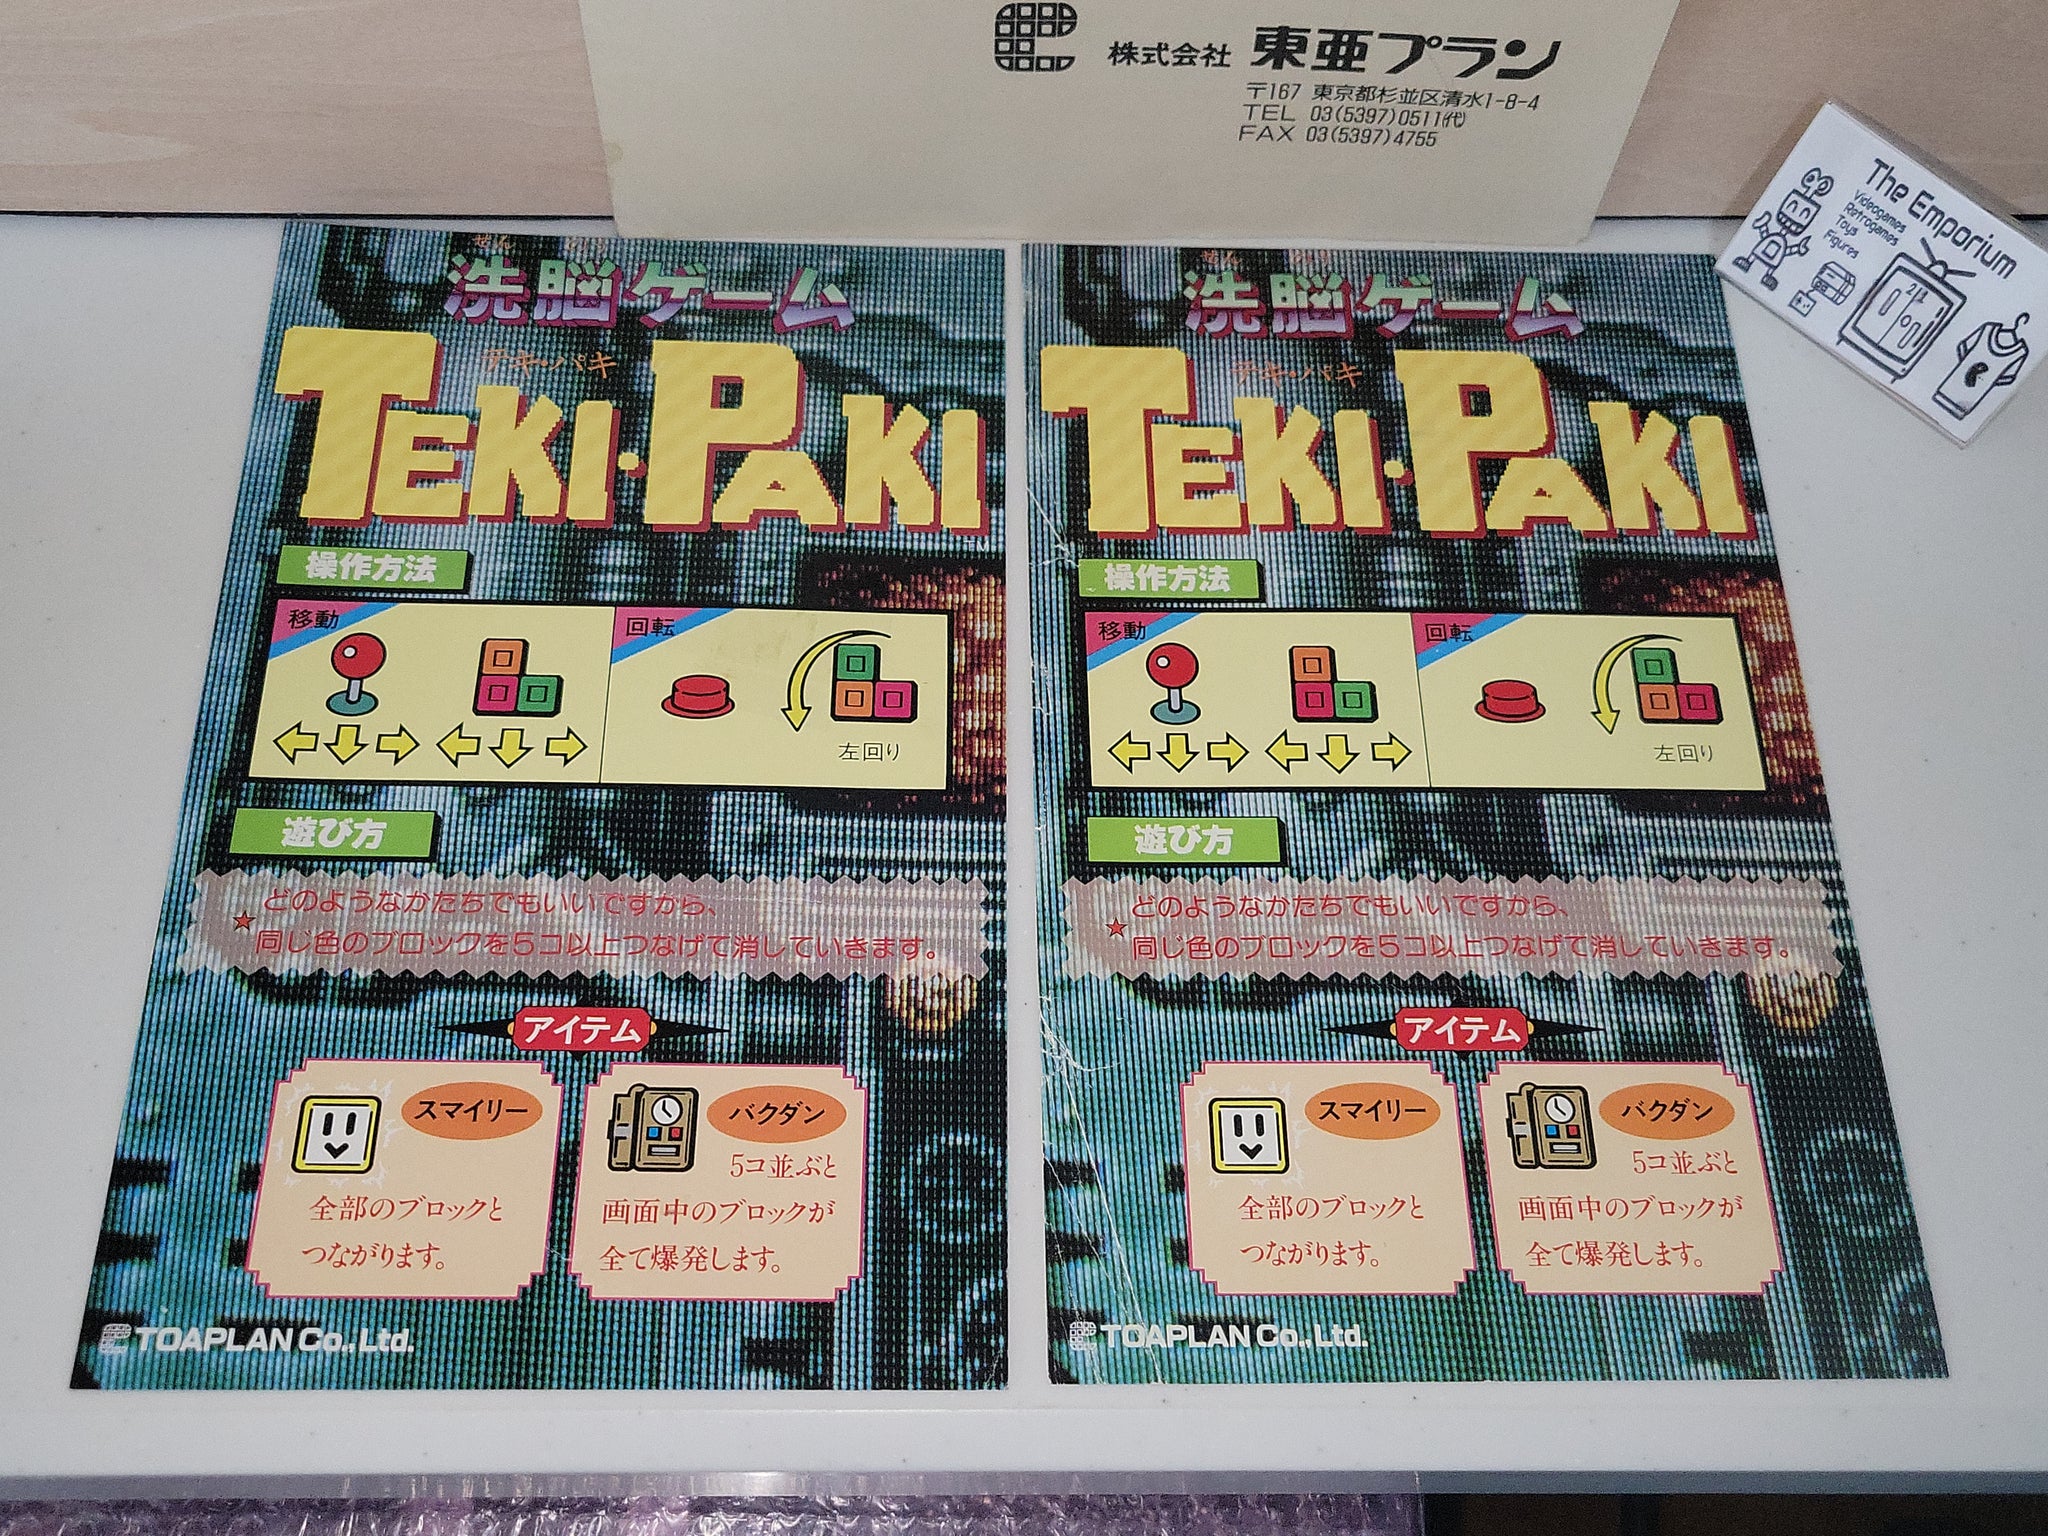 株式会社 東亜プラン
〒167 東京都杉並区清水1-8-4
TEL 03(5397)0511(代)
FAX 03(5397)4755
The Emporium
Videogames
Retrogames
Toys
Figures
せん のう
洗脳ゲーム
テキ・パキ
TEKI・PAKI
操作方法
移動
回転
左回り
遊び方
★どのようなかたちでもいいですから、
同じ色のブロックを5コ以上つなげて消していきます。
アイテム
スマイリー
全部のブロックと
つながります。
バクダン
5コ並ぶと
画面中のブロックが
全て爆発します。
TOAPLAN Co., Ltd.
せん のう
洗脳ゲーム
テキ・パキ
TEKI・PAKI
操作方法
移動
回転
左回り
遊び方
★どのようなかたちでもいいですから、
同じ色のブロックを5コ以上つなげて消していきます。
アイテム
スマイリー
全部のブロックと
つながります。
バクダン
5コ並ぶと
画面中のブロックが
全て爆発します。
TOAPLAN Co., Ltd.